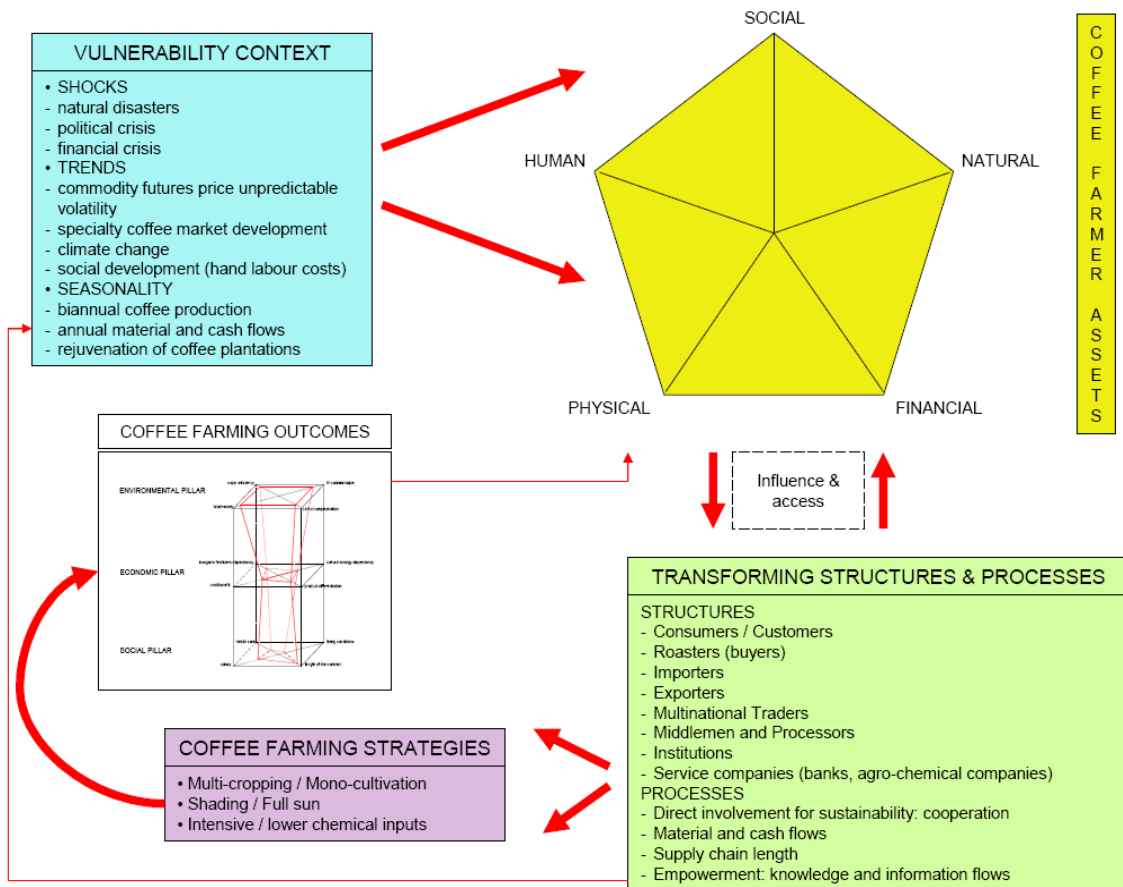 SOCIAL
HUMAN
NATURAL
PHYSICAL
FINANCIAL
COFFEE FARMER ASSETS
VULNERABILITY CONTEXT
• SHOCKS
- natural disasters
- political crisis
- financial crisis
• TRENDS
- commodity futures price unpredictable
volatility
- specialty coffee market development
- climate change
- social development (hand labour costs)
• SEASONALITY
- biannual coffee production
- annual material and cash flows
- rejuvenation of coffee plantations
COFFEE FARMING OUTCOMES
ENVIRONMENTAL PILLAR
ECONOMIC PILLAR
SOCIAL PILLAR
Influence &
access
TRANSFORMING STRUCTURES & PROCESSES
STRUCTURES
- Consumers / Customers
- Roasters (buyers)
- Importers
- Exporters
- Multinational Traders
- Middlemen and Processors
- Institutions
- Service companies (banks, agro-chemical companies)
PROCESSES
- Direct involvement for sustainability: cooperation
- Material and cash flows
- Supply chain length
- Empowerment: knowledge and information flows
COFFEE FARMING STRATEGIES
• Multi-cropping / Mono-cultivation
• Shading / Full sun
• Intensive / lower chemical inputs